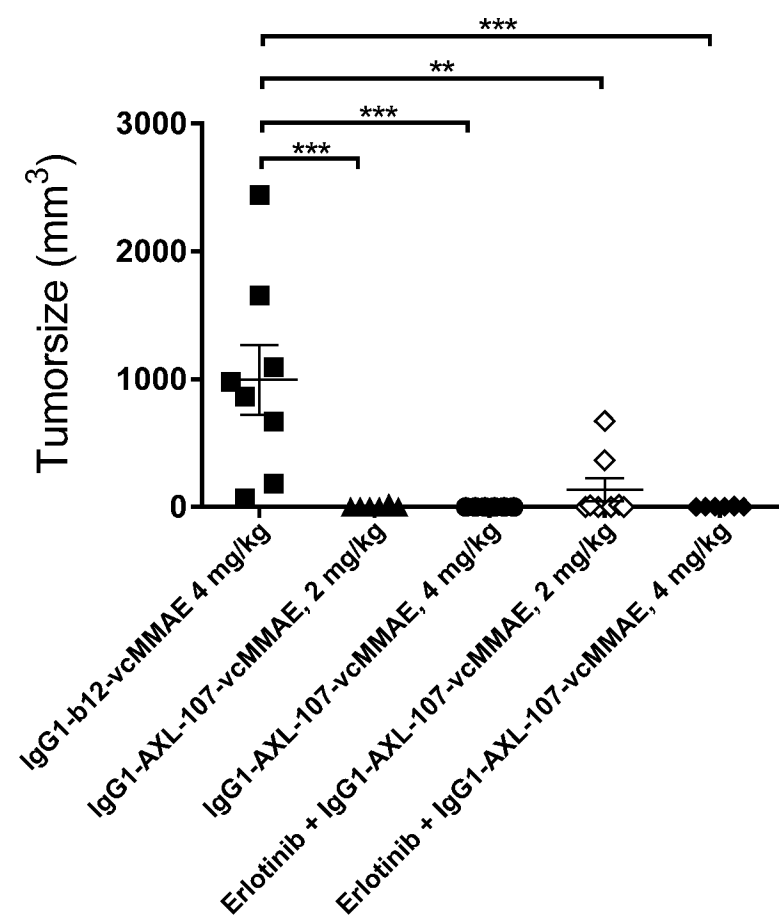 ***
**
***
***
3000
2000
1000
0
Tumorsize (mm³)
IgG1-b12-vcMMAE 4 mg/kg
IgG1-AXL-107-vcMMAE, 2 mg/kg
IgG1-AXL-107-vcMMAE, 4 mg/kg
Erlotinib + IgG1-AXL-107-vcMMAE, 2 mg/kg
Erlotinib + IgG1-AXL-107-vcMMAE, 4 mg/kg